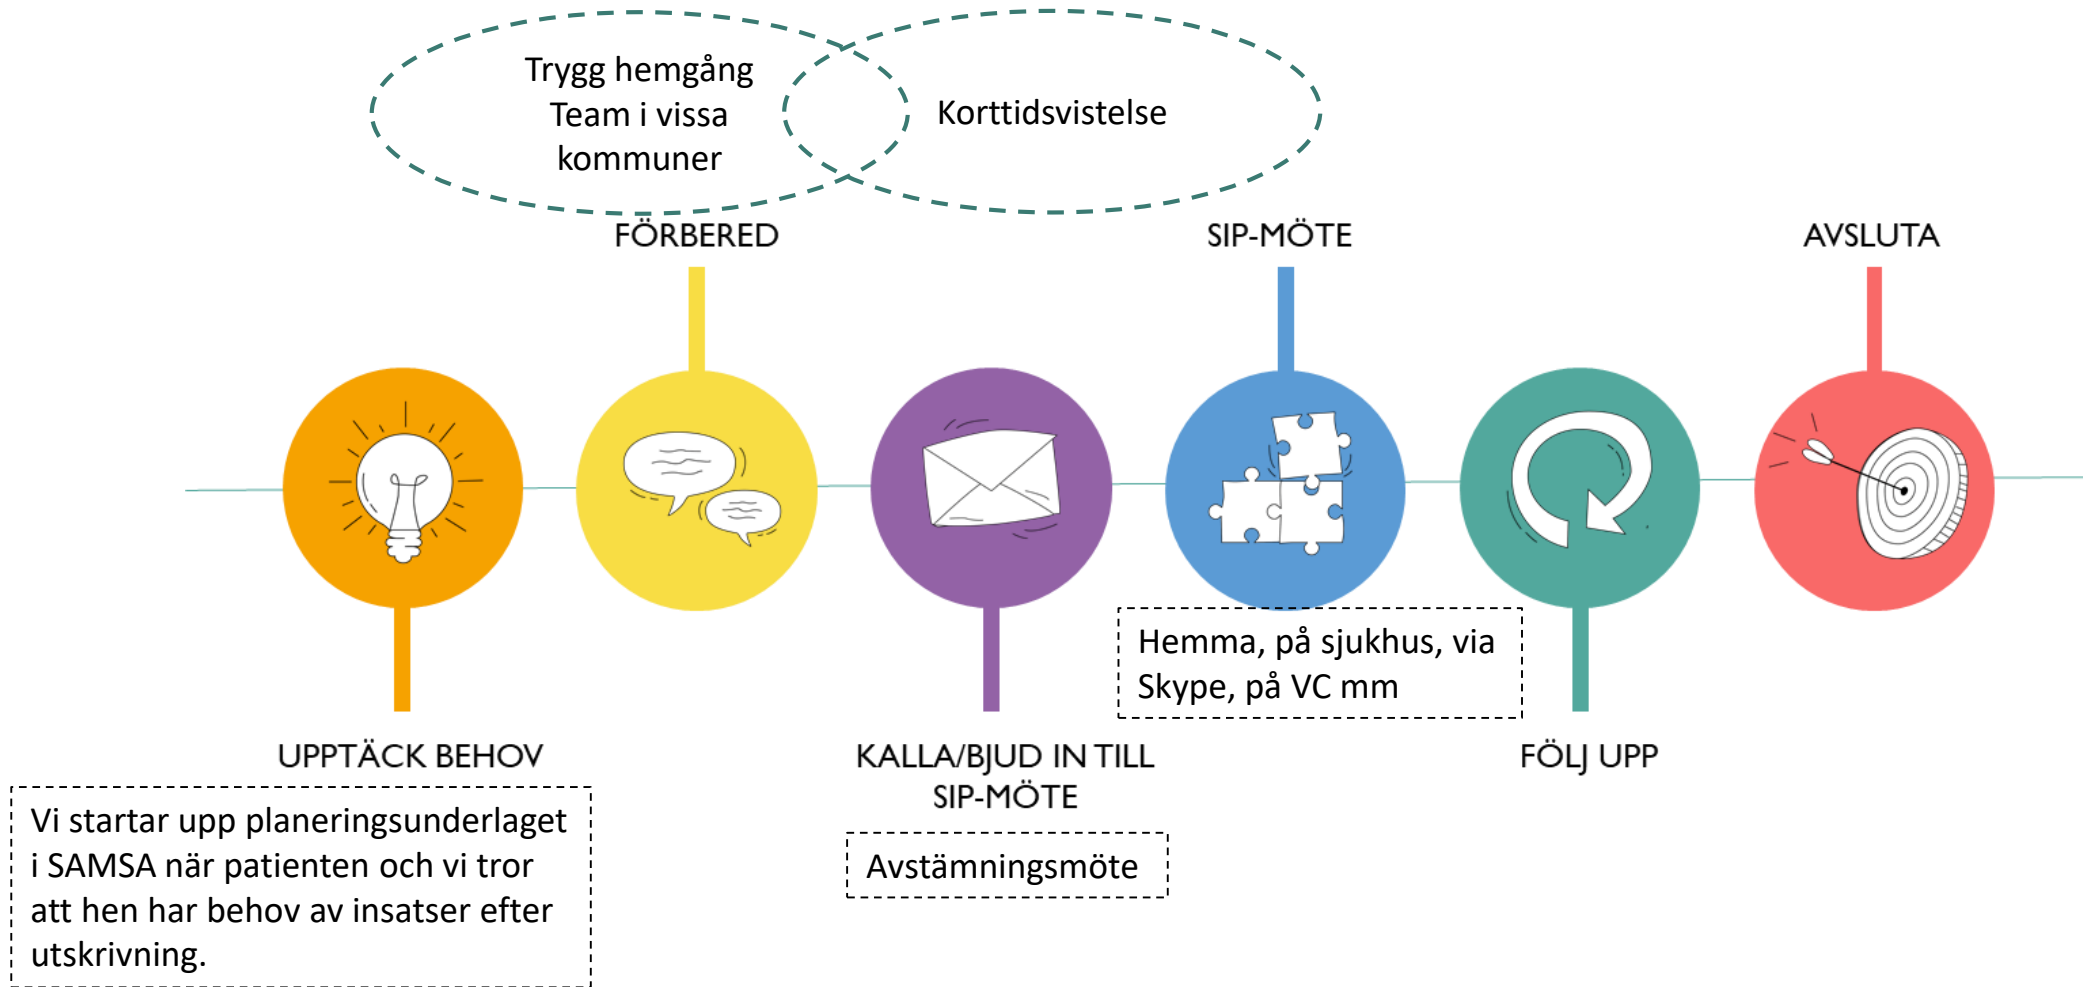 Trygg hemgång
Team i vissa
kommuner
Korttidsvistelse
FÖRBERED
SIP-MÖTE
AVSLUTA
Hemma, på sjukhus, via
Skype, på VC mm
UPPTÄCK BEHOV
KALLA/BJUD IN TILL
SIP-MÖTE
FÖLJ UPP
Vi startar upp planeringsunderlaget
i SAMSA när patienten och vi tror
att hen har behov av insatser efter
utskrivning.
Avstämningsmöte